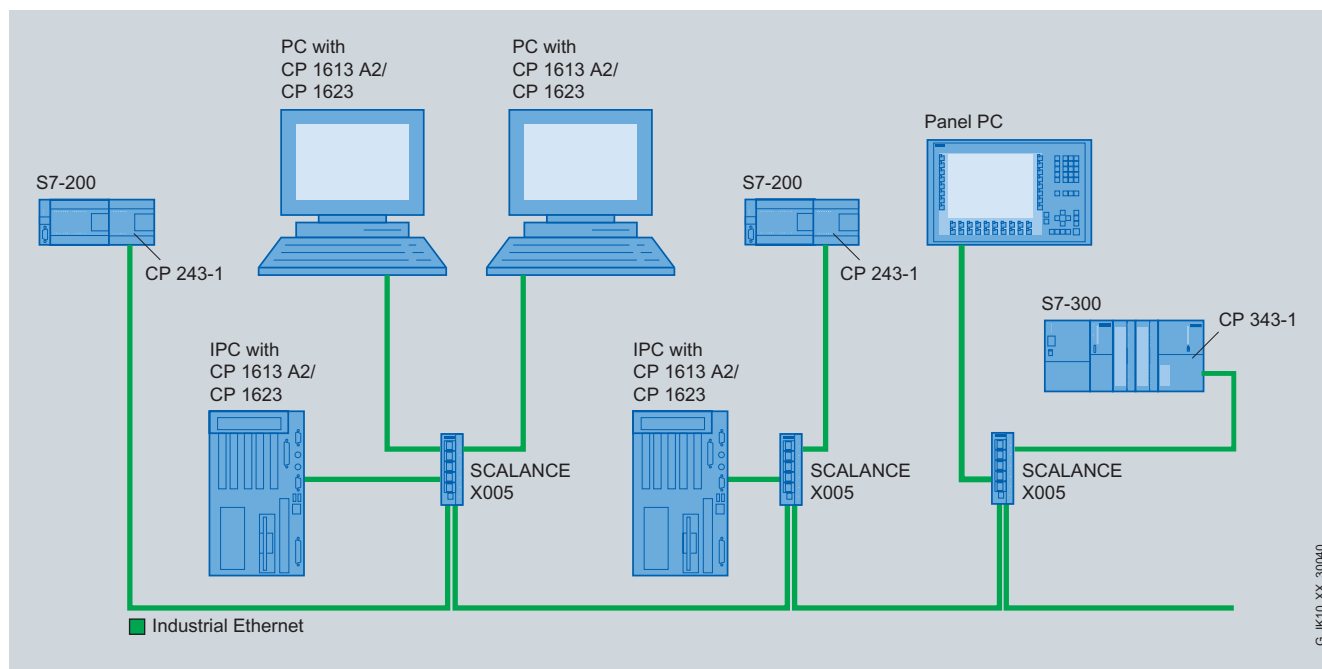 PC with
CP 1613 A2/
CP 1623
PC with
CP 1613 A2/
CP 1623
Panel PC
S7-200
CP 243-1
S7-200
CP 243-1
S7-300
CP 343-1
IPC with
CP 1613 A2/
CP 1623
IPC with
CP 1613 A2/
CP 1623
SCALANCE
X005
SCALANCE
X005
SCALANCE
X005
Industrial Ethernet
G_IK10_XX_30040